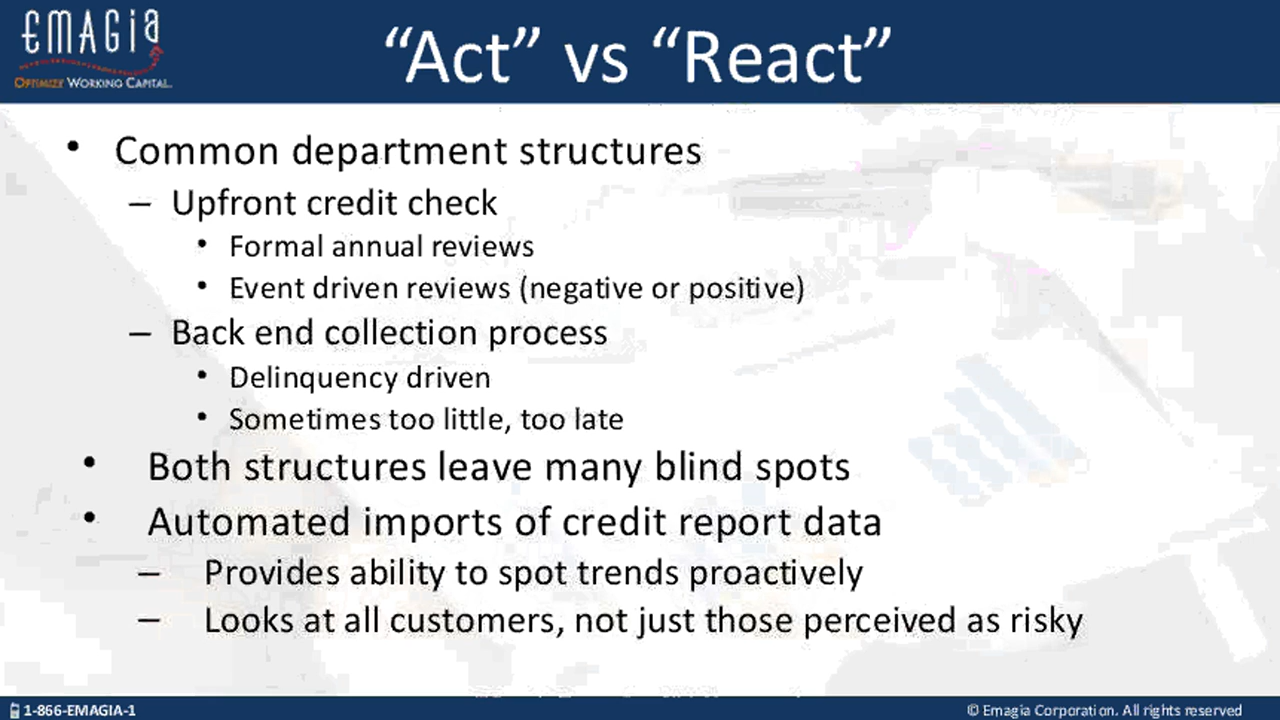 EMAGIA
OPTIMIZE WORKING CAPITAL.
“Act” vs “React”
• Common department structures
– Upfront credit check
• Formal annual reviews
• Event driven reviews (negative or positive)
– Back end collection process
• Delinquency driven
• Sometimes too little, too late
• Both structures leave many blind spots
• Automated imports of credit report data
– Provides ability to spot trends proactively
– Looks at all customers, not just those perceived as risky
1-866-EMAGIA-1
© Emagia Corporation. All rights reserved